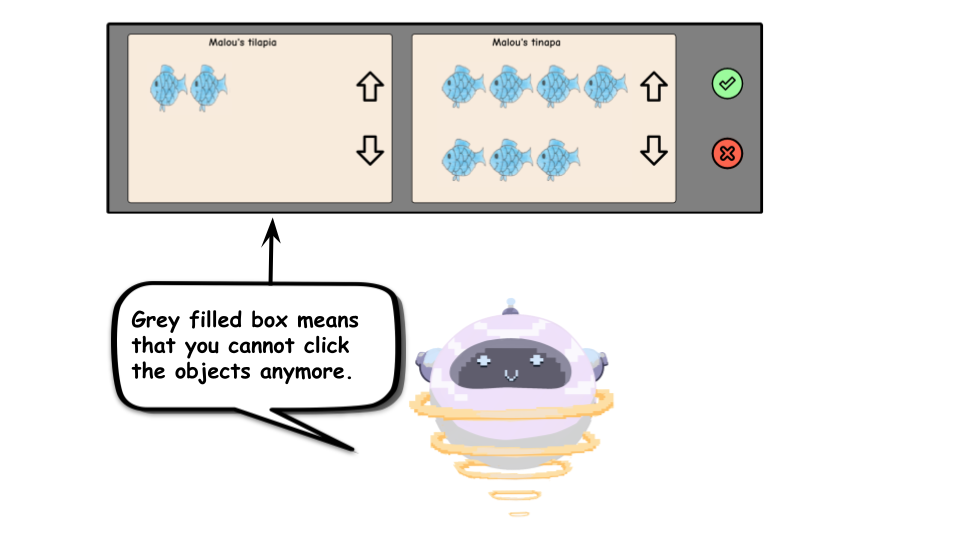 Malou's tilapia
Malou's tinapa
Grey filled box means
that you cannot click
the objects anymore.